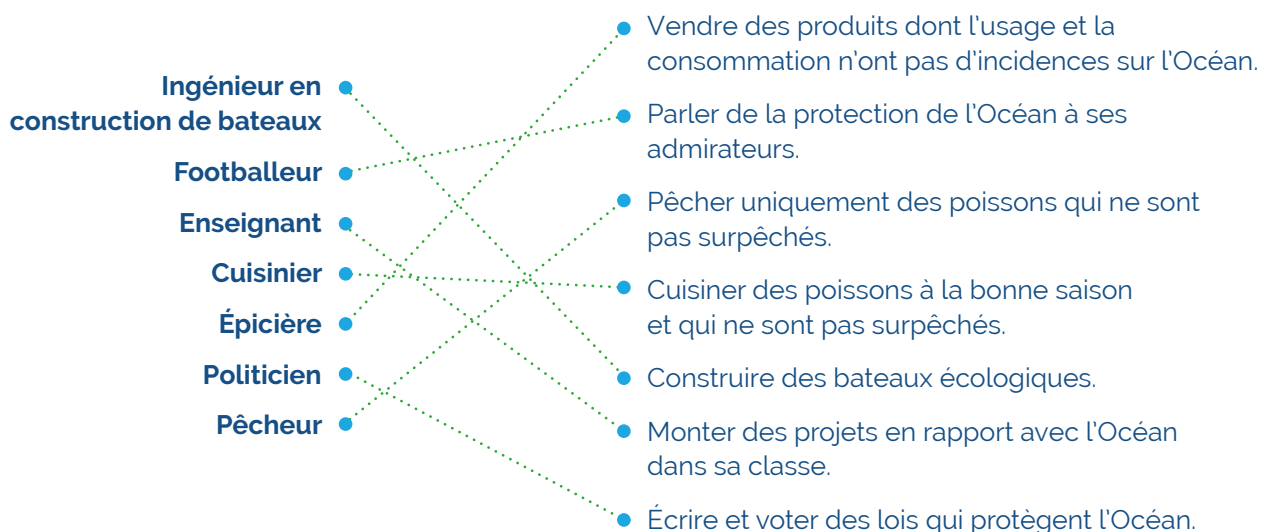 Ingénieur en
construction de bateaux
Footballeur
Enseignant
Cuisinier
Épicière
Politicien
Pêcheur
Vendre des produits dont l'usage et la
consommation n'ont pas d'incidences sur l'Océan.
Parler de la protection de l'Océan à ses
admirateurs.
Pêcher uniquement des poissons qui ne sont
pas surpêchés.
Cuisiner des poissons à la bonne saison
et qui ne sont pas surpêchés.
Construire des bateaux écologiques.
Monter des projets en rapport avec l'Océan
dans sa classe.
Écrire et voter des lois qui protègent l'Océan.